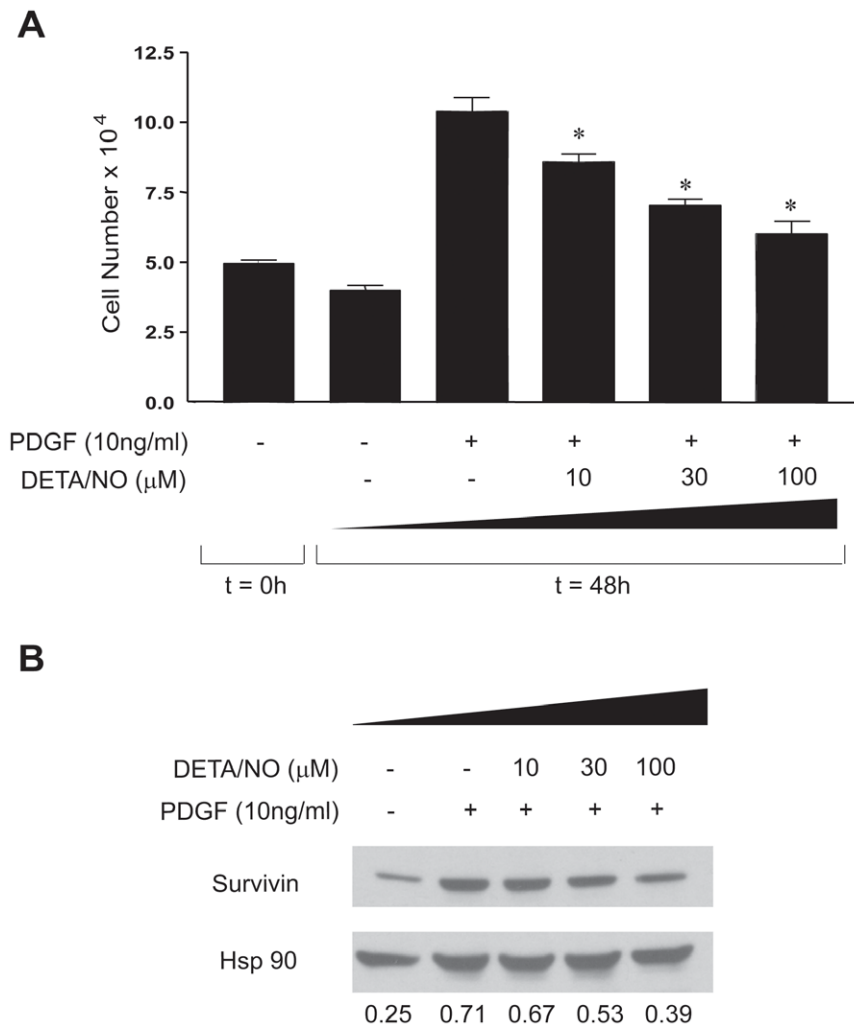 A
12.5
10.0
7.5
5.0
2.5
0.0
Cell Number x 10⁴
* * *
PDGF (10ng/ml) - - + + + +
DETA/NO (μM) - - 10 30 100
t = 0h t = 48h
B
DETA/NO (μM) - - 10 30 100
PDGF (10ng/ml) - + + + +
Survivin
Hsp 90
0.25 0.71 0.67 0.53 0.39